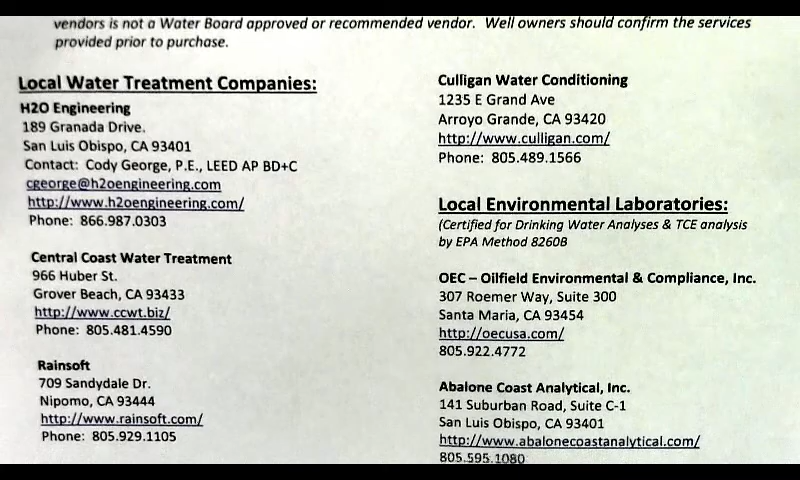 vendors is not a Water Board approved or recommended vendor. Well owners should confirm the services
provided prior to purchase.
Local Water Treatment Companies:
H2O Engineering
189 Granada Drive.
San Luis Obispo, CA 93401
Contact: Cody George, P.E., LEED AP BD+C
cgeorge@h2oengineering.com
http://www.h2oengineering.com/
Phone: 866.987.0303
Central Coast Water Treatment
966 Huber St.
Grover Beach, CA 93433
http://www.ccwt.biz/
Phone: 805.481.4590
Rainsoft
709 Sandydale Dr.
Nipomo, CA 93444
http://www.rainsoft.com/
Phone: 805.929.1105
Culligan Water Conditioning
1235 E Grand Ave
Arroyo Grande, CA 93420
http://www.culligan.com/
Phone: 805.489.1566
Local Environmental Laboratories:
(Certified for Drinking Water Analyses & TCE analysis
by EPA Method 8260B
OEC – Oilfield Environmental & Compliance, Inc.
307 Roemer Way, Suite 300
Santa Maria, CA 93454
http://oecusa.com/
805.922.4772
Abalone Coast Analytical, Inc.
141 Suburban Road, Suite C-1
San Luis Obispo, CA 93401
http://www.abalonecoastanalytical.com/
805.595.1080